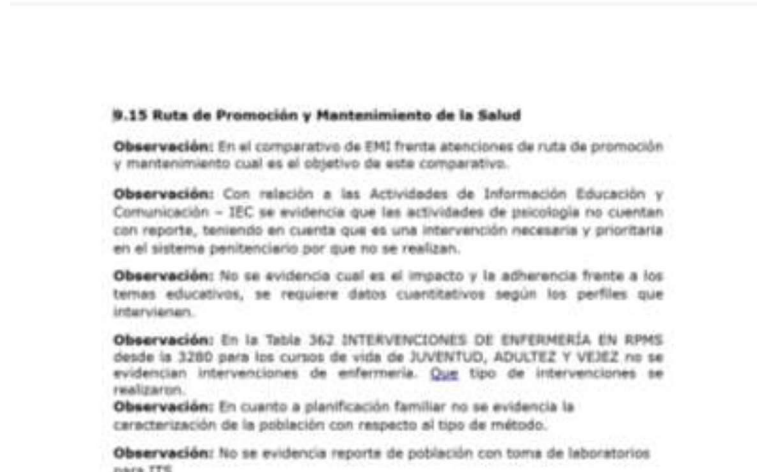 9.15 Ruta de Promoción y Mantenimiento de la Salud
Observación: En el comparativo de EMI frenta atenciones de ruta de promoción
y mantenimiento cual es el objetivo de este comparativo.
Observación: Con relación a las Actividades de Información Educación y
Comunicación – IEC se evidencia que las actividades de psicología no cuentan
con reporte, teniendo en cuenta que es una intervención necesaria y prioritaria
en el sistema penitenciario por que no se realizan.
Observación: No se evidencia cual es el impacto y la adherencia frente a los
temas educativos, se requiere datos cuantitativos según los perfiles que
intervienen.
Observación: En la Tabla 362 INTERVENCIONES DE ENFERMERÍA EN RPMS
desde la 3280 para los cursos de vida de JUVENTUD, ADULTEZ Y VEJEZ no se
evidencian intervenciones de enfermería. Que tipo de intervenciones se
realizaron.
Observación: En cuanto a planificación familiar no se evidencia la
caracterización de la población con respecto al tipo de método.
Observación: No se evidencia reporte de población con toma de laboratorios
para ITS